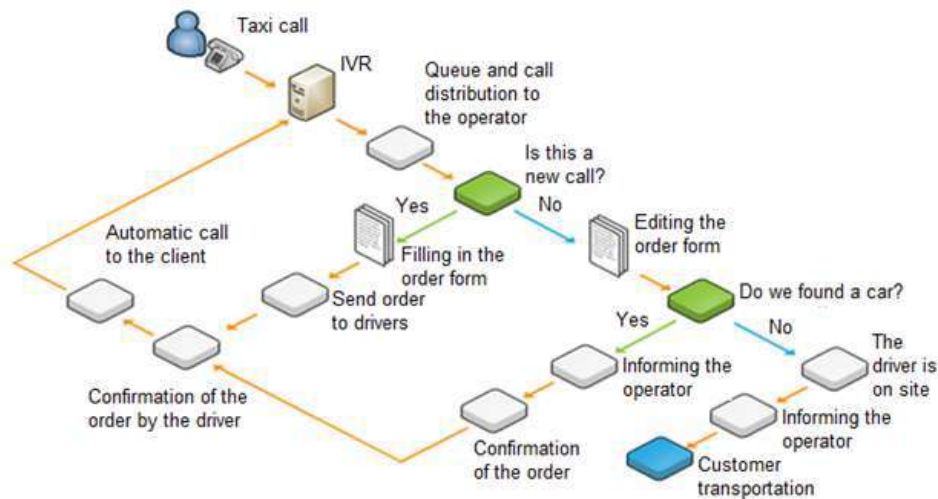 Taxi call
IVR
Queue and call
distribution to
the operator
Is this a
new call?
Yes
No
Editing the
order form
Automatic call
to the client
Filling in the
order form
Send order
to drivers
Do we found a car?
Yes
No
The
driver is
on site
Informing the
operator
Confirmation of the
order by the driver
Informing the
operator
Confirmation
of the order
Customer
transportation